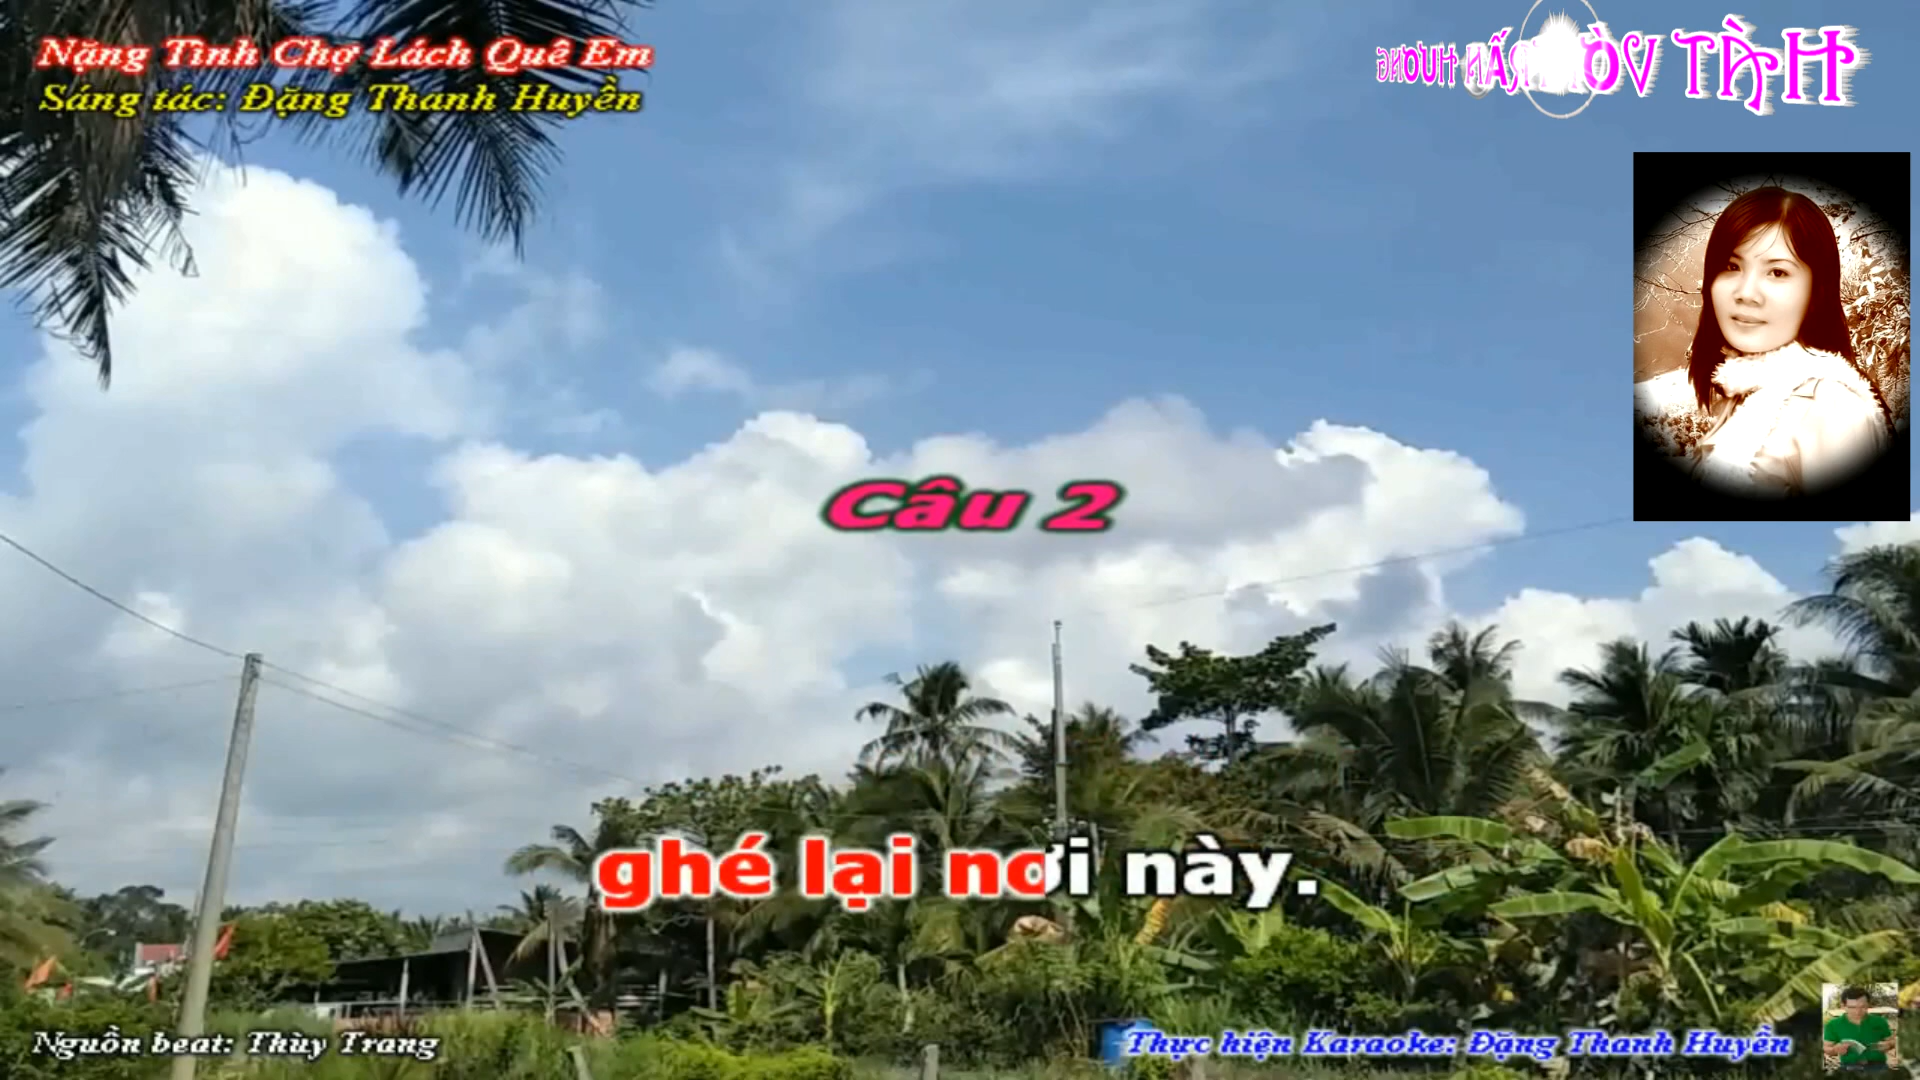 Nặng Tình Chợ Lách Quê Em
Sáng tác: Đặng Thanh Huyền
Câu 2
ghé lại nơi này.
Nguồn beat: Thùy Trang
Thực hiện Karaoke: Đặng Thanh Huyền